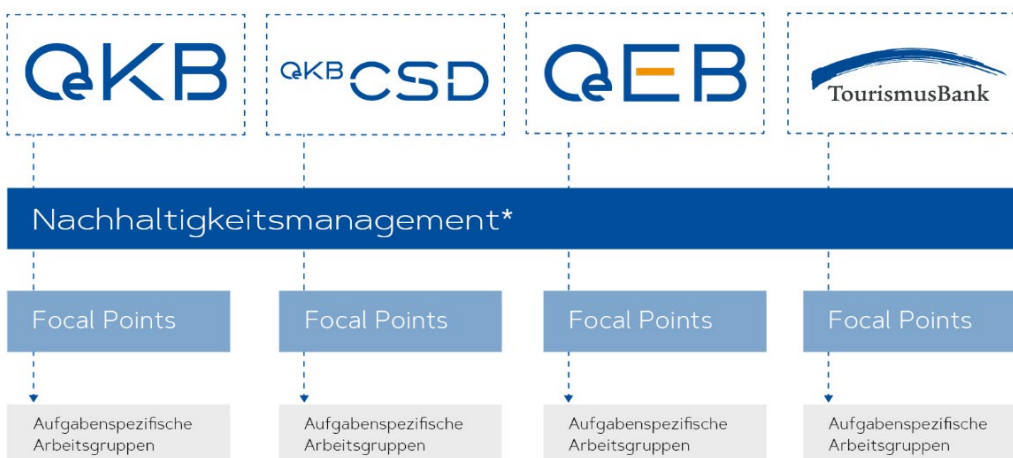 OeKB
OeKB CSD
OeEB
TourismusBank
Nachhaltigkeitsmanagement*
Focal Points
Focal Points
Focal Points
Focal Points
Aufgabenspezifische
Arbeitsgruppen
Aufgabenspezifische
Arbeitsgruppen
Aufgabenspezifische
Arbeitsgruppen
Aufgabenspezifische
Arbeitsgruppen